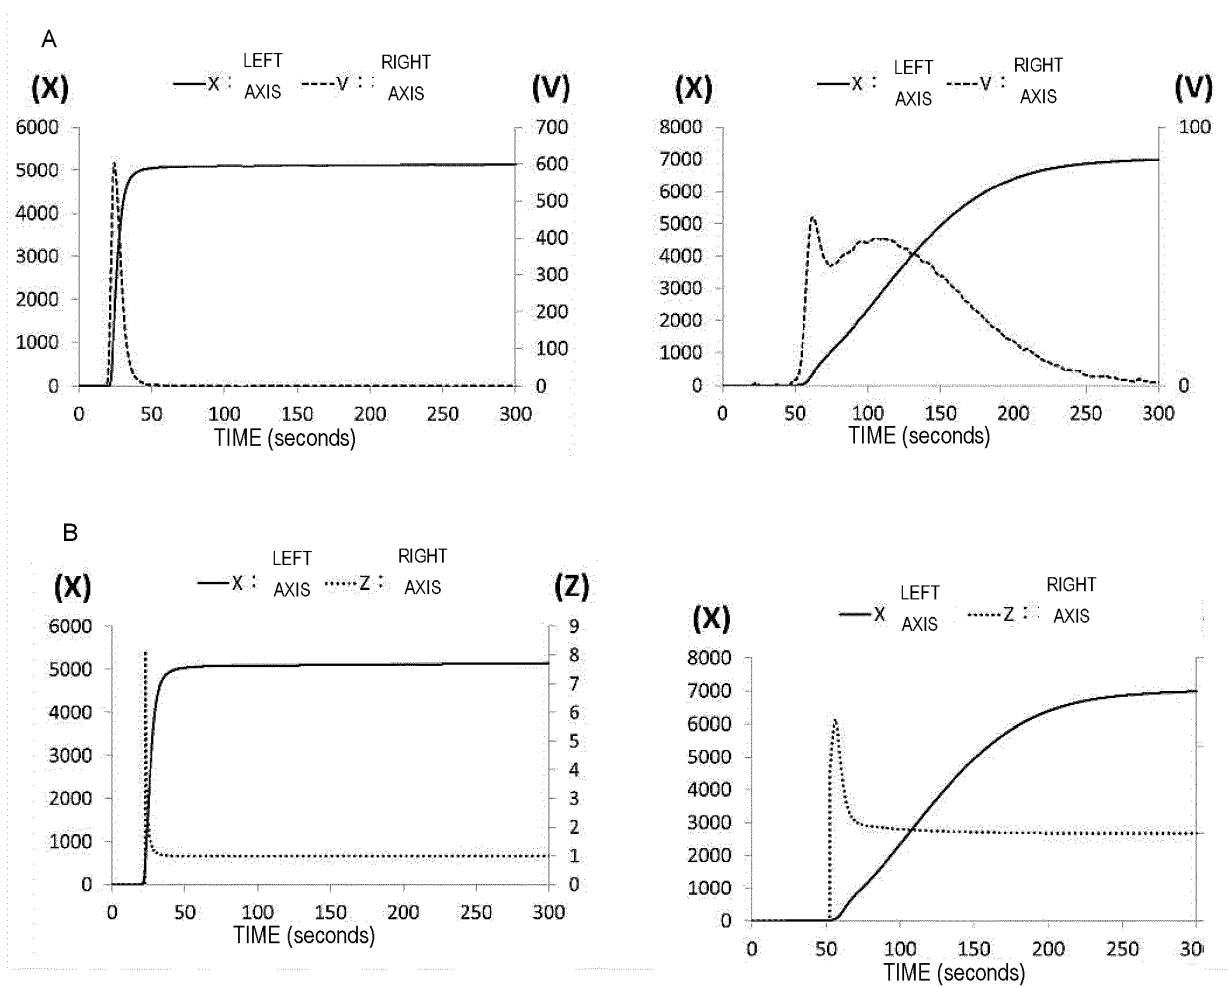 A
LEFT RIGHT
(X) X : AXIS V : AXIS (V)
6000 700
5000 600
4000 500
3000 400
2000 300
1000 200
0 100
0
0 50 100 150 200 250 300
TIME (seconds)
LEFT RIGHT
(X) X : AXIS V : AXIS (V)
8000 100
7000
6000
5000
4000
3000
2000
1000
0 0
0 50 100 150 200 250 300
TIME (seconds)
B
LEFT RIGHT
(X) X : AXIS Z : AXIS (Z)
6000 9
5000 8
4000 7
3000 6
2000 5
1000 4
0 3
2
1
0
0 50 100 150 200 250 300
TIME (seconds)
LEFT RIGHT
(X) X AXIS Z : AXIS
8000
7000
6000
5000
4000
3000
2000
1000
0
0 50 100 150 200 250 30
TIME (seconds)